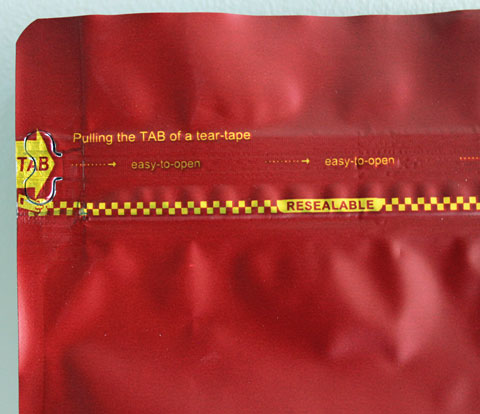 Pulling the TAB of a tear-tape
TAB
easy-to-open
easy-to-open
RESEALABLE